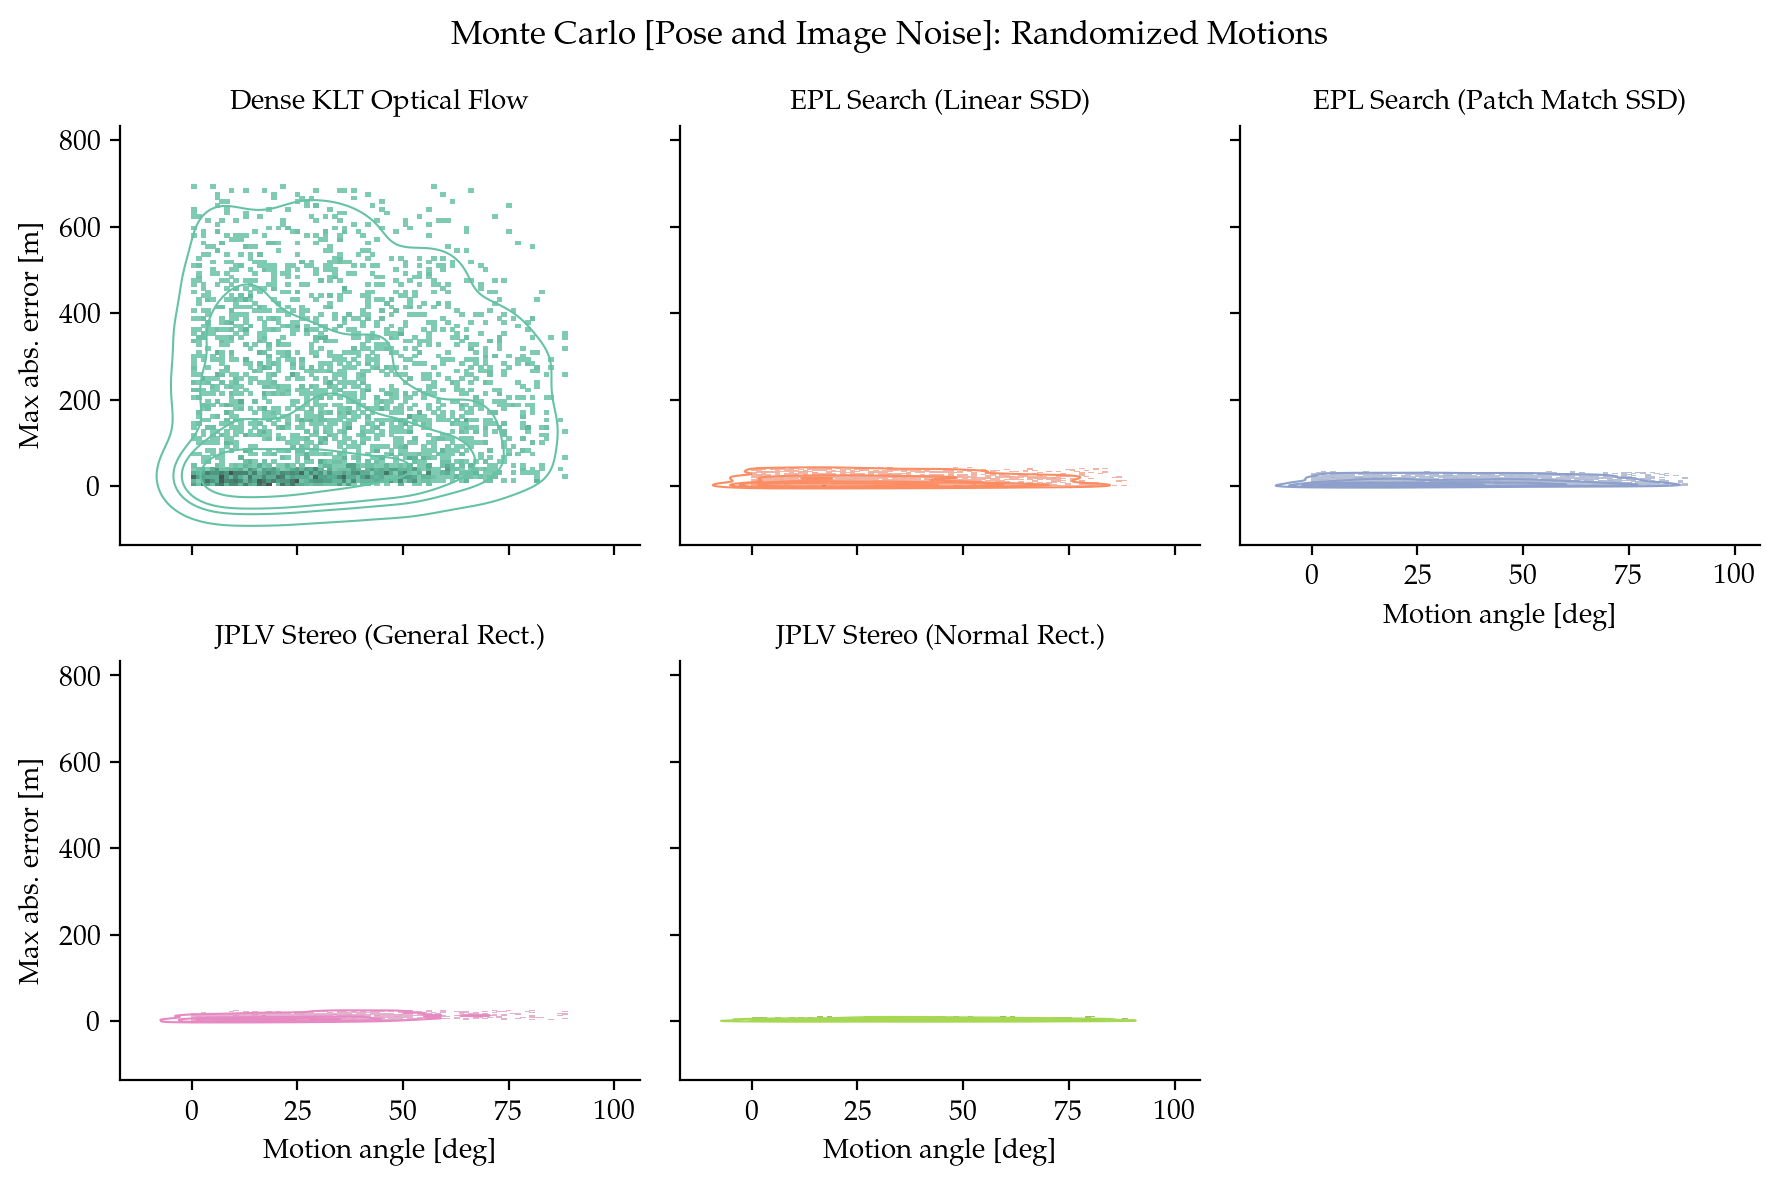 Monte Carlo [Pose and Image Noise]: Randomized Motions
Dense KLT Optical Flow
EPL Search (Linear SSD)
EPL Search (Patch Match SSD)
Max abs. error [m]
800
600
400
200
0
0 25 50 75 100
Motion angle [deg]
JPLV Stereo (General Rect.)
JPLV Stereo (Normal Rect.)
Max abs. error [m]
800
600
400
200
0
0 25 50 75 100
Motion angle [deg]
0 25 50 75 100
Motion angle [deg]